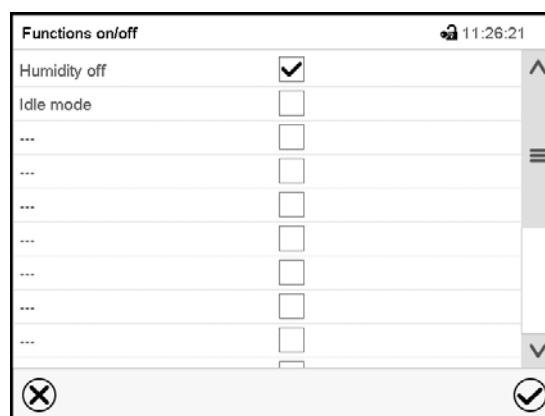 Functions on/off 11:26:21
Humidity off
Idle mode
---
---
---
---
---
---
---